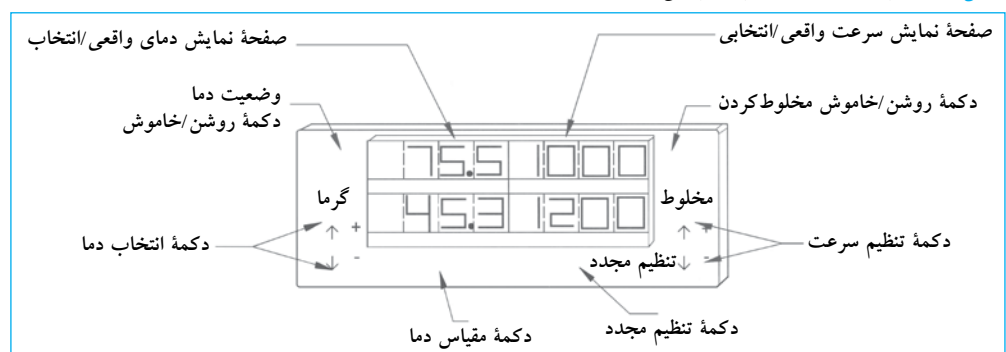 صفحهٔ نمایش سرعت واقعی/انتخابی
صفحهٔ نمایش دمای واقعی/انتخاب
دکمهٔ روشن/خاموش مخلوط‌کردن
وضعیت دما
دکمهٔ روشن/خاموش
75.5 1000
45.3 1200
مخلوط
گرما
+
-
+
-
دکمهٔ تنظیم سرعت
دکمهٔ انتخاب دما
تنظیم مجدد
دکمهٔ تنظیم مجدد
دکمهٔ مقیاس دما